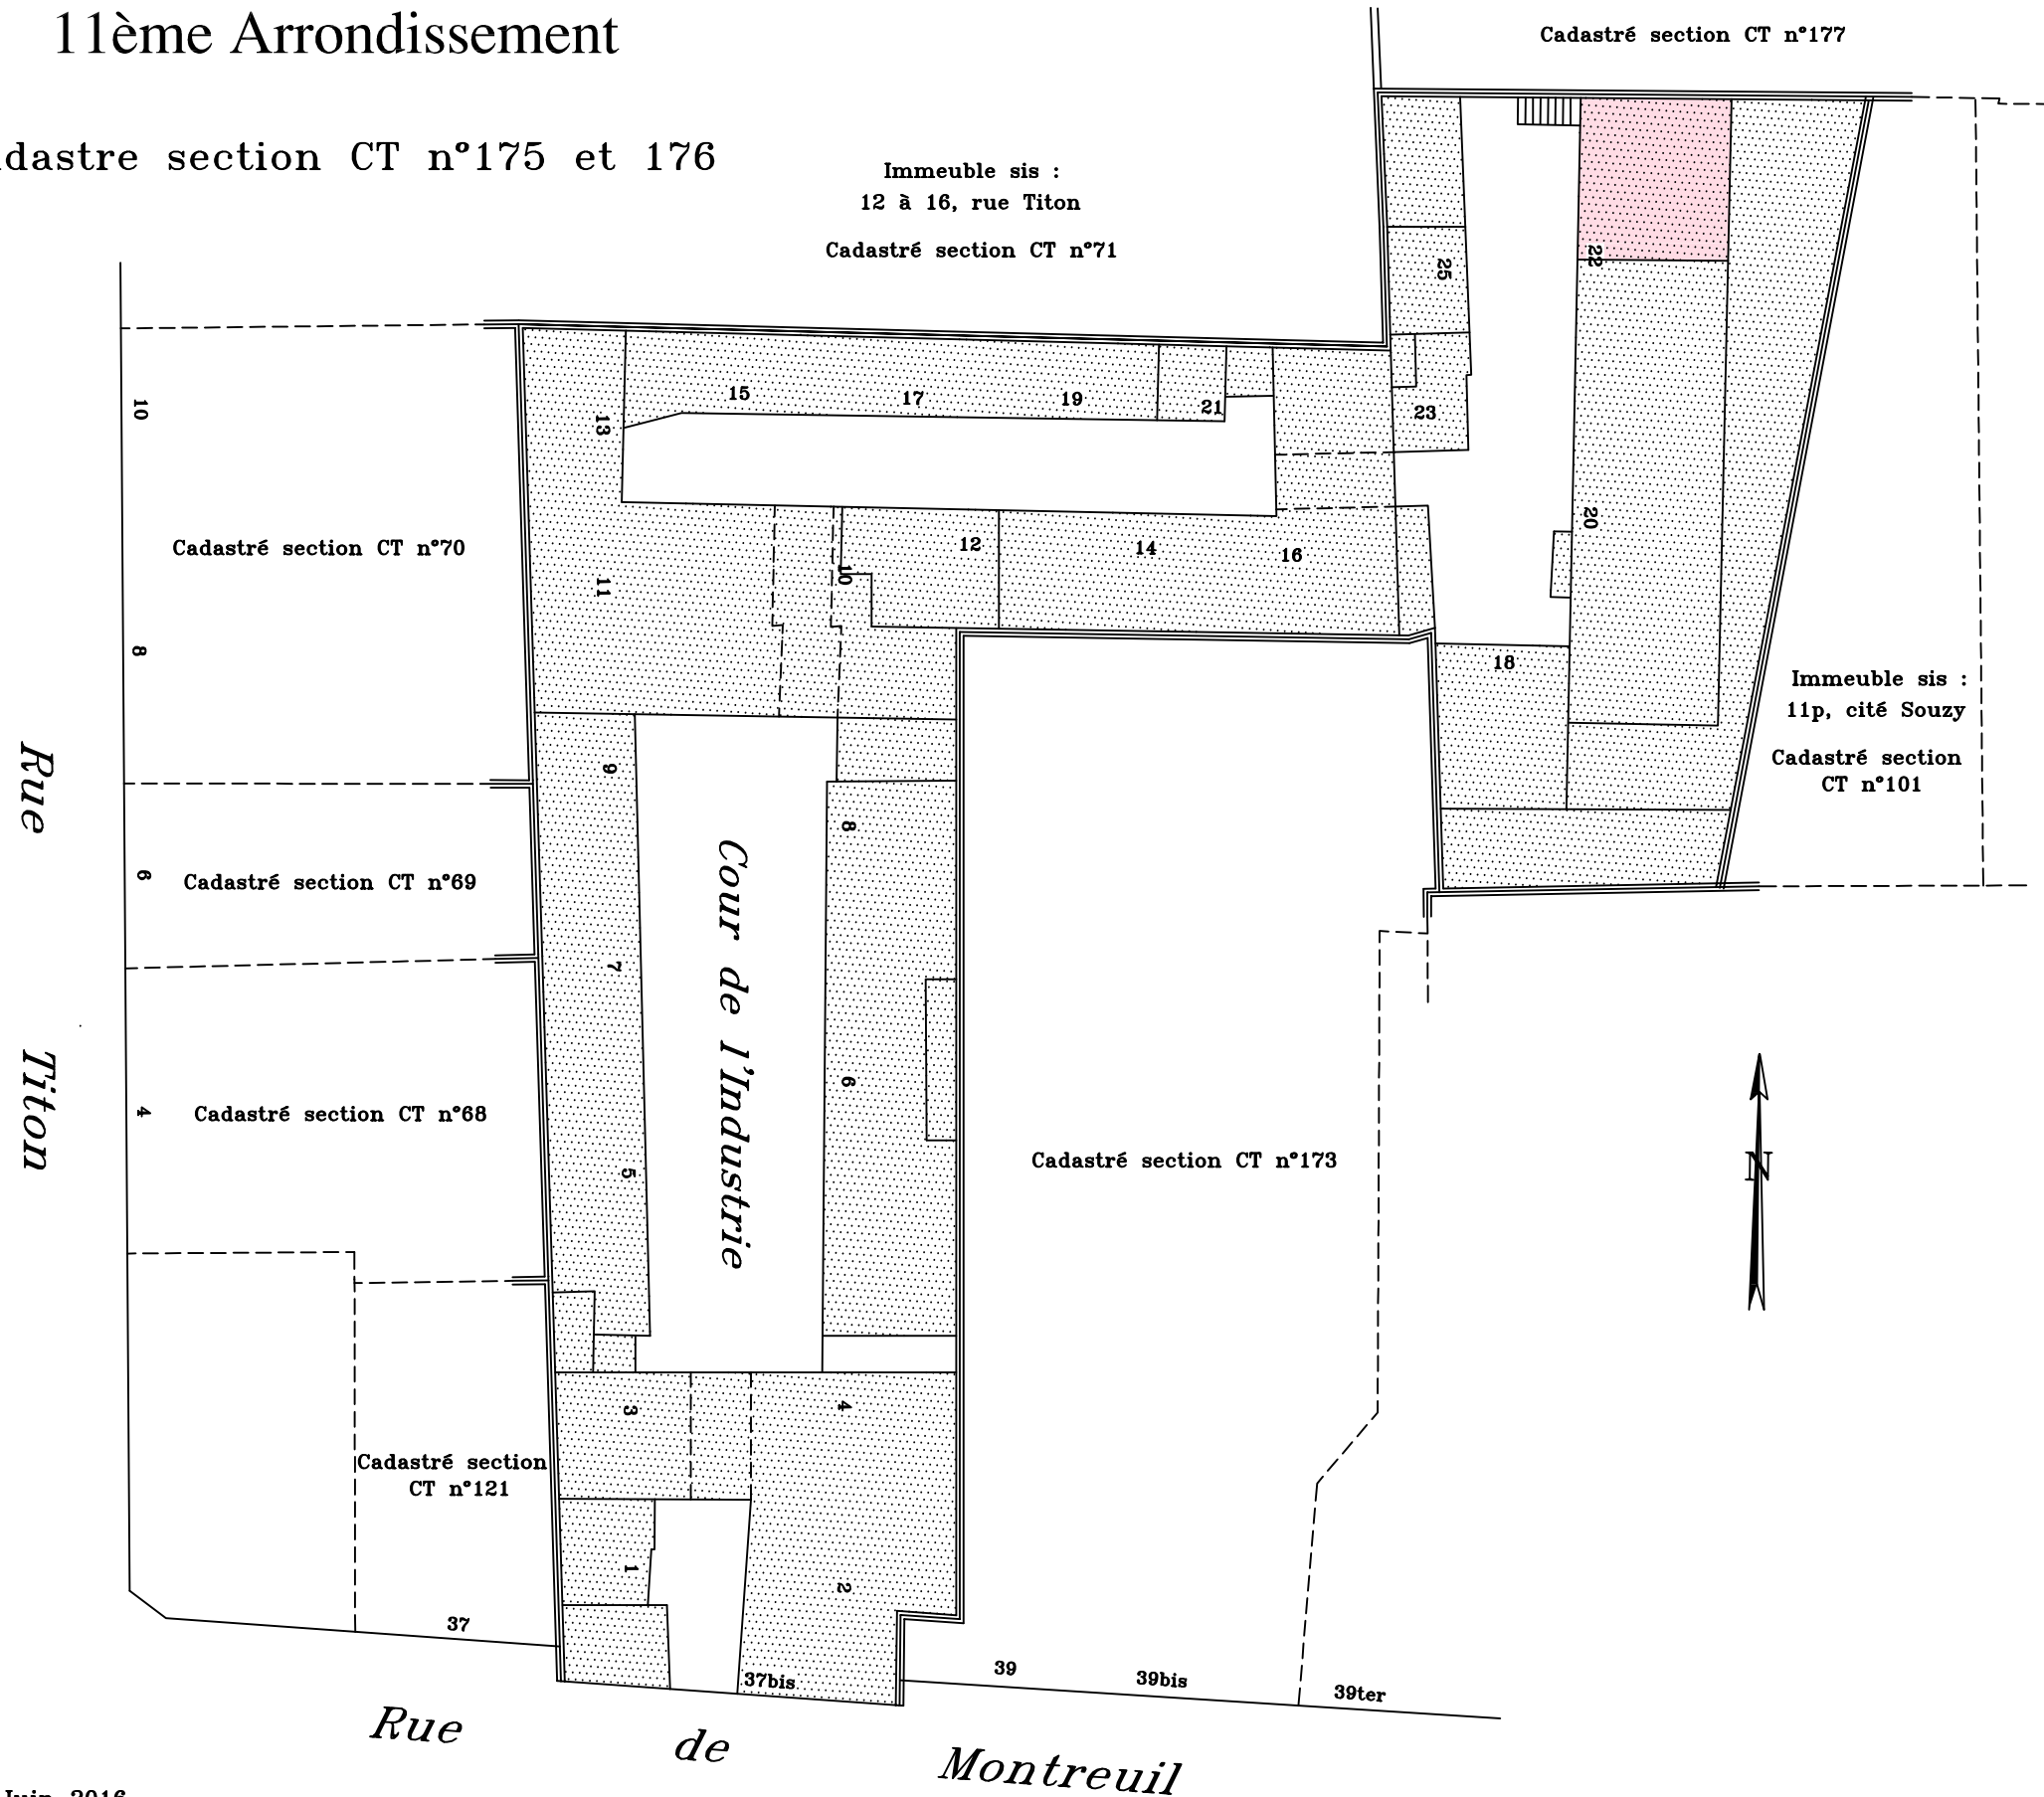 11ème Arrondissement
Cadastré section CT n°177
dastre section CT n°175 et 176
Immeuble sis :
12 à 16, rue Titon
Cadastré section CT n°71
22
25
10
13
15
17
19
21
23
20
Cadastré section CT n°70
11
10
12
14
16
8
18
Immeuble sis :
11p, cité Souzy
Cadastré section
CT n°101
Rue
9
8
6
Cadastré section CT n°69
Cour de l'Industrie
7
Titon
4
Cadastré section CT n°68
5
6
Cadastré section CT n°173
N
3
4
Cadastré section
CT n°121
1
2
37
37bis
39
39bis
39ter
Rue de Montreuil
Juin 2016